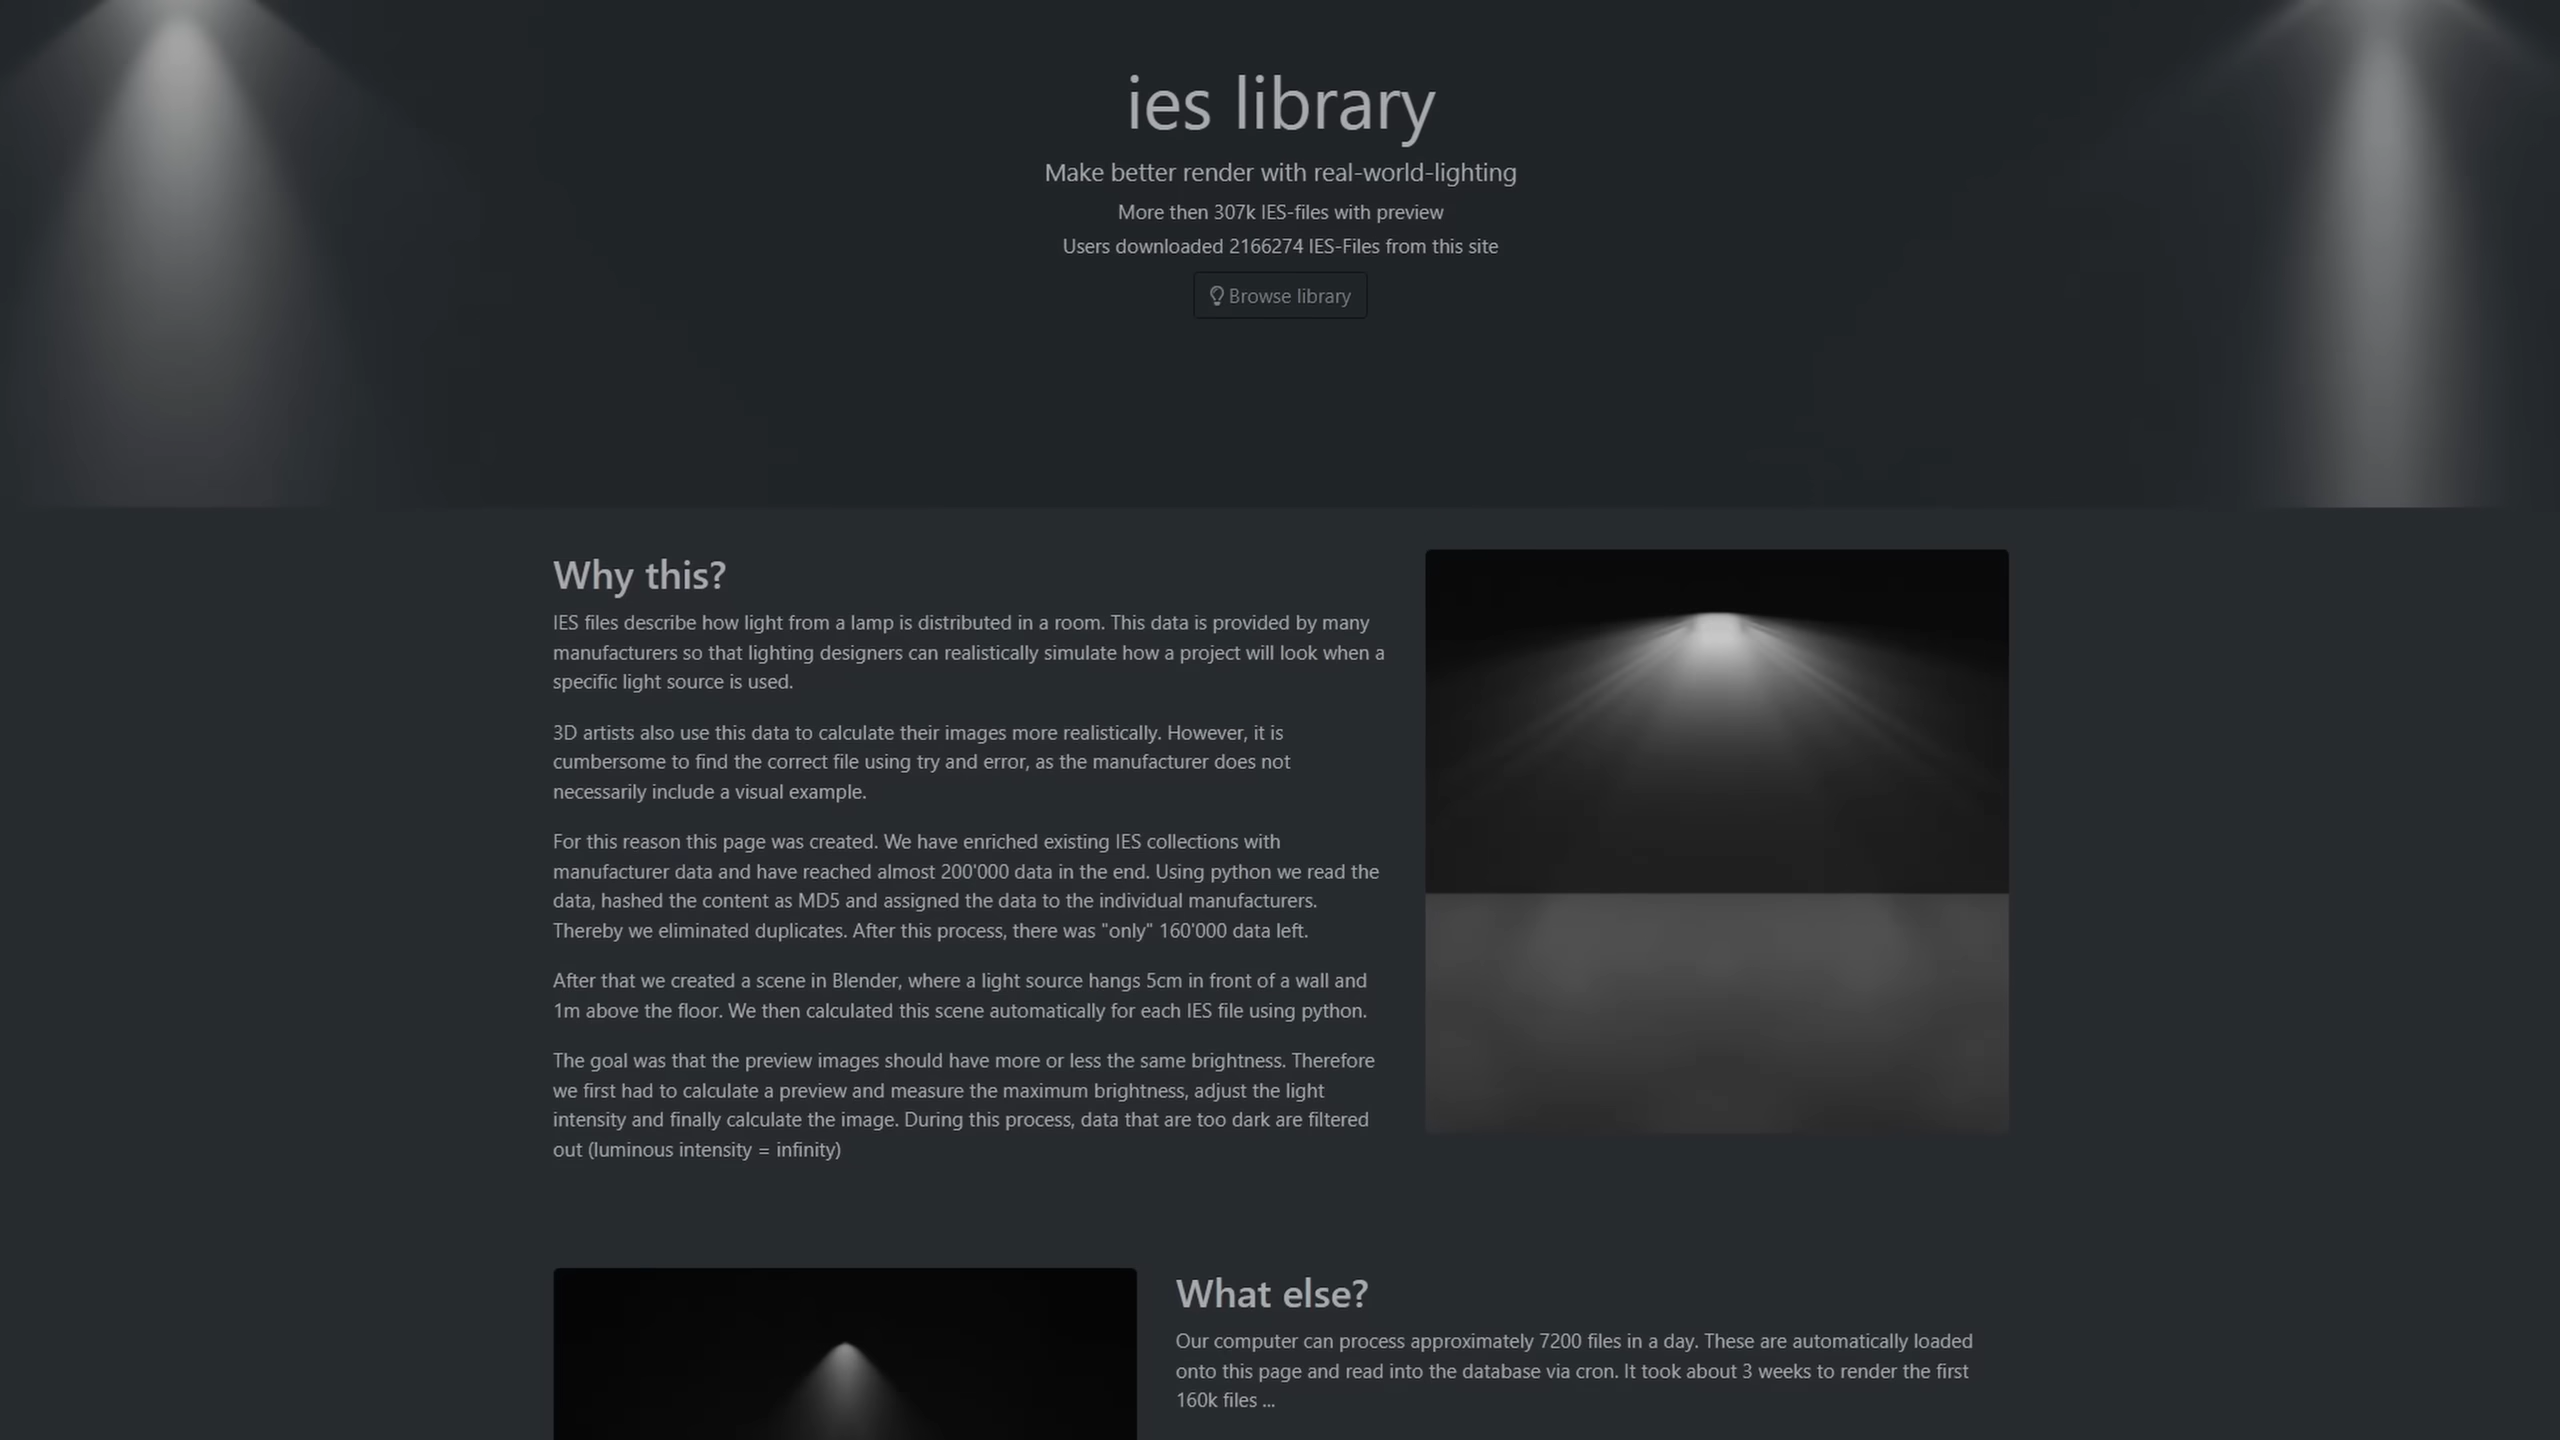 ies library
Make better render with real-world-lighting
More then 307k IES-files with preview
Users downloaded 2166274 IES-Files from this site
Browse library
Why this?
IES files describe how light from a lamp is distributed in a room. This data is provided by many
manufacturers so that lighting designers can realistically simulate how a project will look when a
specific light source is used.
3D artists also use this data to calculate their images more realistically. However, it is
cumbersome to find the correct file using try and error, as the manufacturer does not
necessarily include a visual example.
For this reason this page was created. We have enriched existing IES collections with
manufacturer data and have reached almost 200'000 data in the end. Using python we read the
data, hashed the content as MD5 and assigned the data to the individual manufacturers.
Thereby we eliminated duplicates. After this process, there was "only" 160'000 data left.
After that we created a scene in Blender, where a light source hangs 5cm in front of a wall and
1m above the floor. We then calculated this scene automatically for each IES file using python.
The goal was that the preview images should have more or less the same brightness. Therefore
we first had to calculate a preview and measure the maximum brightness, adjust the light
intensity and finally calculate the image. During this process, data that are too dark are filtered
out (luminous intensity = infinity)
What else?
Our computer can process approximately 7200 files in a day. These are automatically loaded
onto this page and read into the database via cron. It took about 3 weeks to render the first
160k files ...